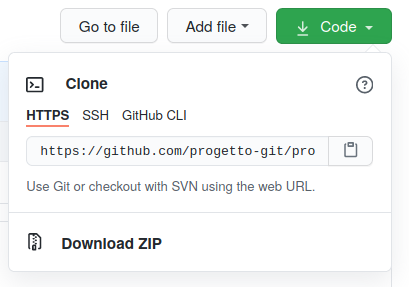 Go to file Add file Code
Clone
HTTPS SSH GitHub CLI
https://github.com/progetto-git/pro
Use Git or checkout with SVN using the web URL.
Download ZIP